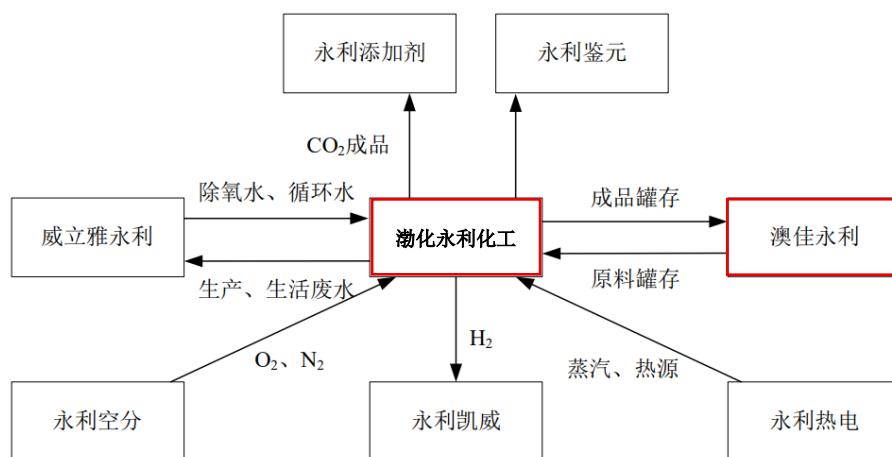 永利添加剂
永利鉴元
CO₂成品
除氧水、循环水
成品罐存
威立雅永利
渤化永利化工
澳佳永利
生产、生活废水
原料罐存
O₂、N₂
H₂
蒸汽、热源
永利空分
永利凯威
永利热电